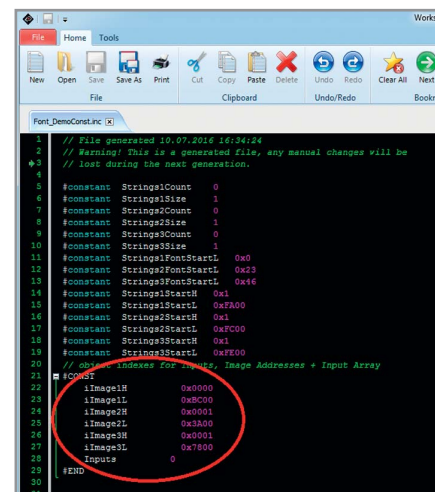 Works
File Home Tools
New Open Save Save As Print Cut Copy Paste Delete Undo Redo Clear All Next
File Clipboard Undo/Redo Bookr
Font_DemoConst.inc
1 // File generated 10.07.2016 16:34:24
2 // Warning! This is a generated file, any manual changes will be
3 // lost during the next generation.
4
5 #constant Strings1Count 0
6 #constant Strings1Size 1
7 #constant Strings2Count 0
8 #constant Strings2Size 1
9 #constant Strings3Count 0
10 #constant Strings3Size 1
11 #constant Strings1FontStartL 0x0
12 #constant Strings2FontStartL 0x23
13 #constant Strings3FontStartL 0x46
14 #constant Strings1StartH 0x1
15 #constant Strings1StartL 0xFA00
16 #constant Strings2StartH 0x1
17 #constant Strings2StartL 0xFC00
18 #constant Strings3StartH 0x1
19 #constant Strings3StartL 0xFE00
20 // object indexes for Inputs, Image Addresses + Input Array
21 #CONST
22 iImage1H 0x0000
23 iImage1L 0xBC00
24 iImage2H 0x0001
25 iImage2L 0x3A00
26 iImage3H 0x0001
27 iImage3L 0x7800
28 Inputs 0
29 #END
30